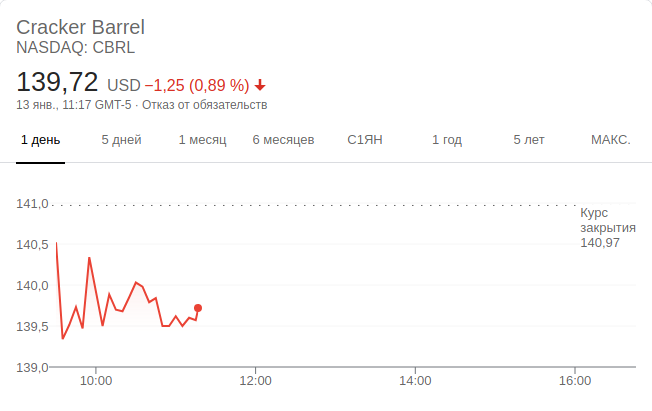 Cracker Barrel
NASDAQ: CBRL
139,72 USD −1,25 (0,89 %)
13 янв., 11:17 GMT-5 · Отказ от обязательств
1 день 5 дней 1 месяц 6 месяцев С1ЯН 1 год 5 лет МАКС.
141,0
Курс
закрытия
140,97
140,5
140,0
139,5
139,0
10:00 12:00 14:00 16:00